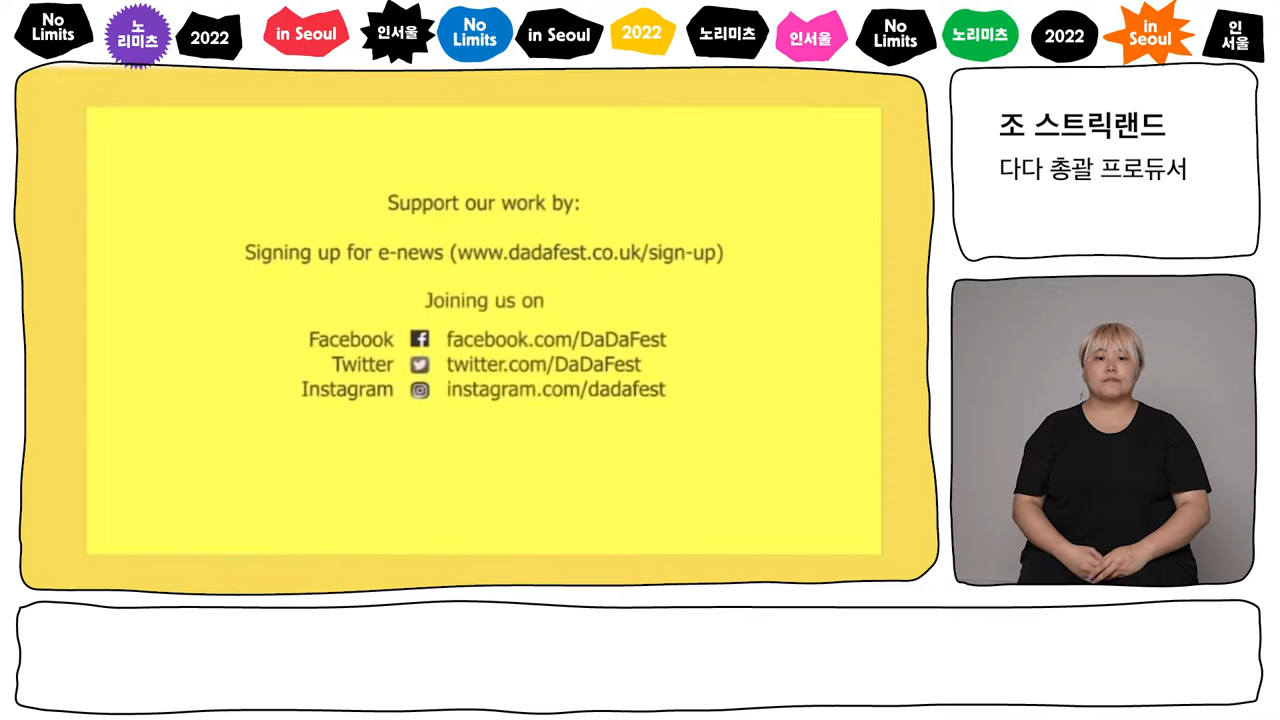 No
Limits
노
리미츠
2022
in Seoul
인서울
No
Limits
in Seoul
2022
노리미츠
인서울
No
Limits
노리미츠
2022
in
Seoul
인
서울
조 스트릭랜드
다다 총괄 프로듀서
Support our work by:
Signing up for e-news (www.dadafest.co.uk/sign-up)
Joining us on
Facebook facebook.com/DaDaFest
Twitter twitter.com/DaDaFest
Instagram instagram.com/dadafest